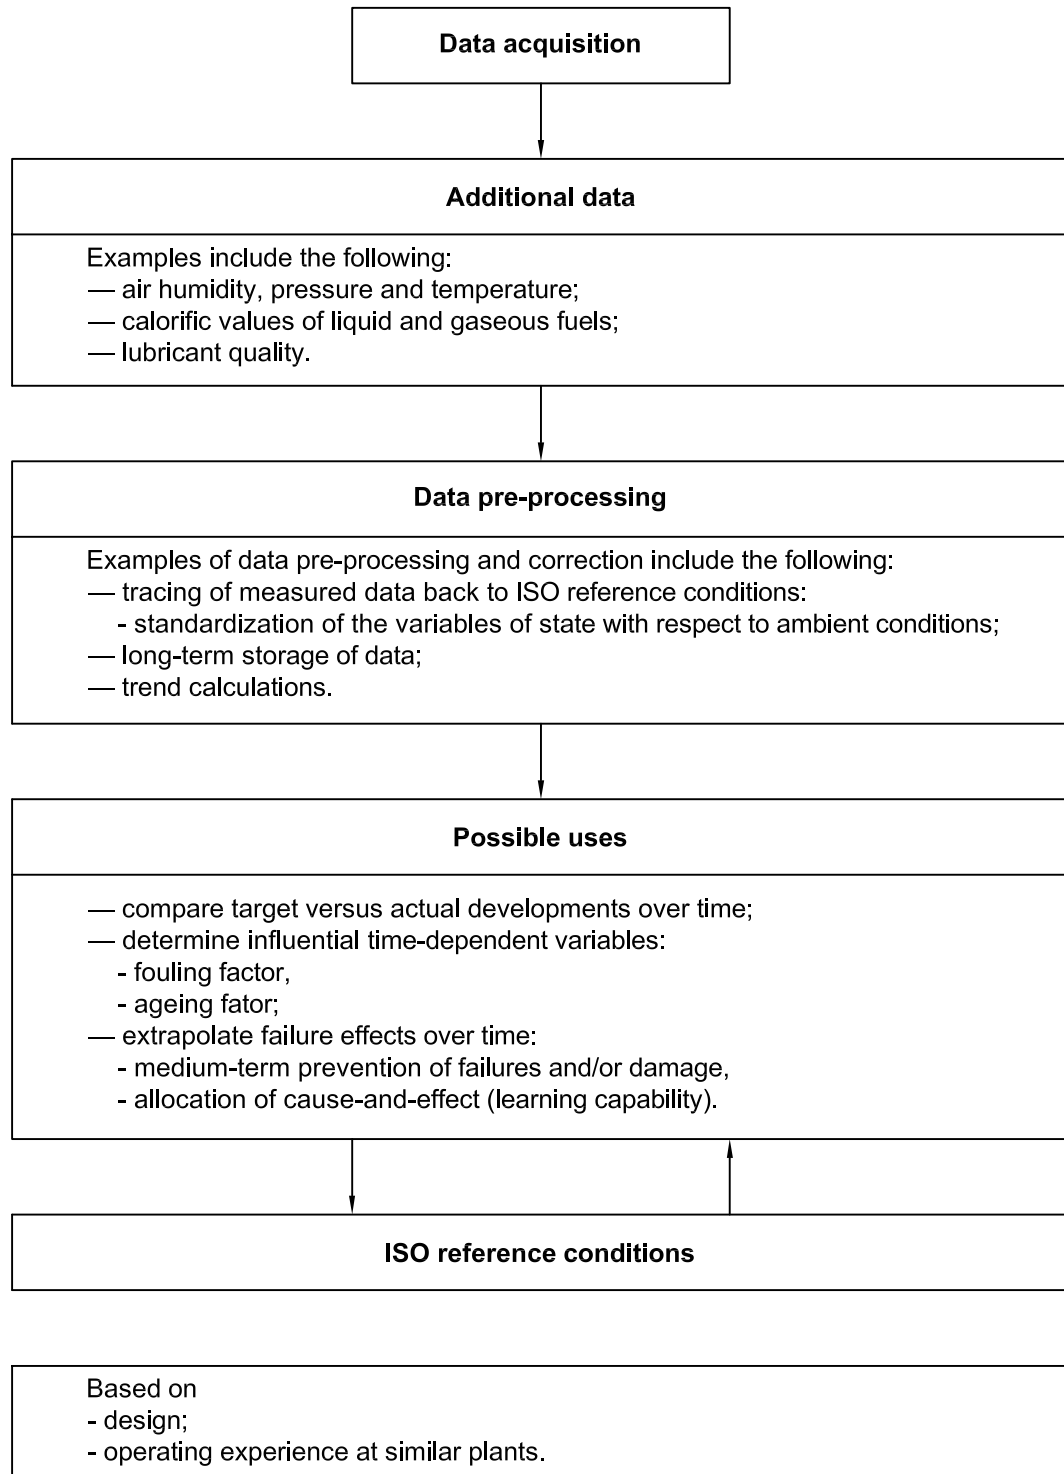 Data acquisition
Additional data
Examples include the following:
— air humidity, pressure and temperature;
— calorific values of liquid and gaseous fuels;
— lubricant quality.
Data pre-processing
Examples of data pre-processing and correction include the following:
— tracing of measured data back to ISO reference conditions:
- standardization of the variables of state with respect to ambient conditions;
— long-term storage of data;
— trend calculations.
Possible uses
— compare target versus actual developments over time;
— determine influential time-dependent variables:
- fouling factor,
- ageing fator;
— extrapolate failure effects over time:
- medium-term prevention of failures and/or damage,
- allocation of cause-and-effect (learning capability).
ISO reference conditions
Based on
- design;
- operating experience at similar plants.